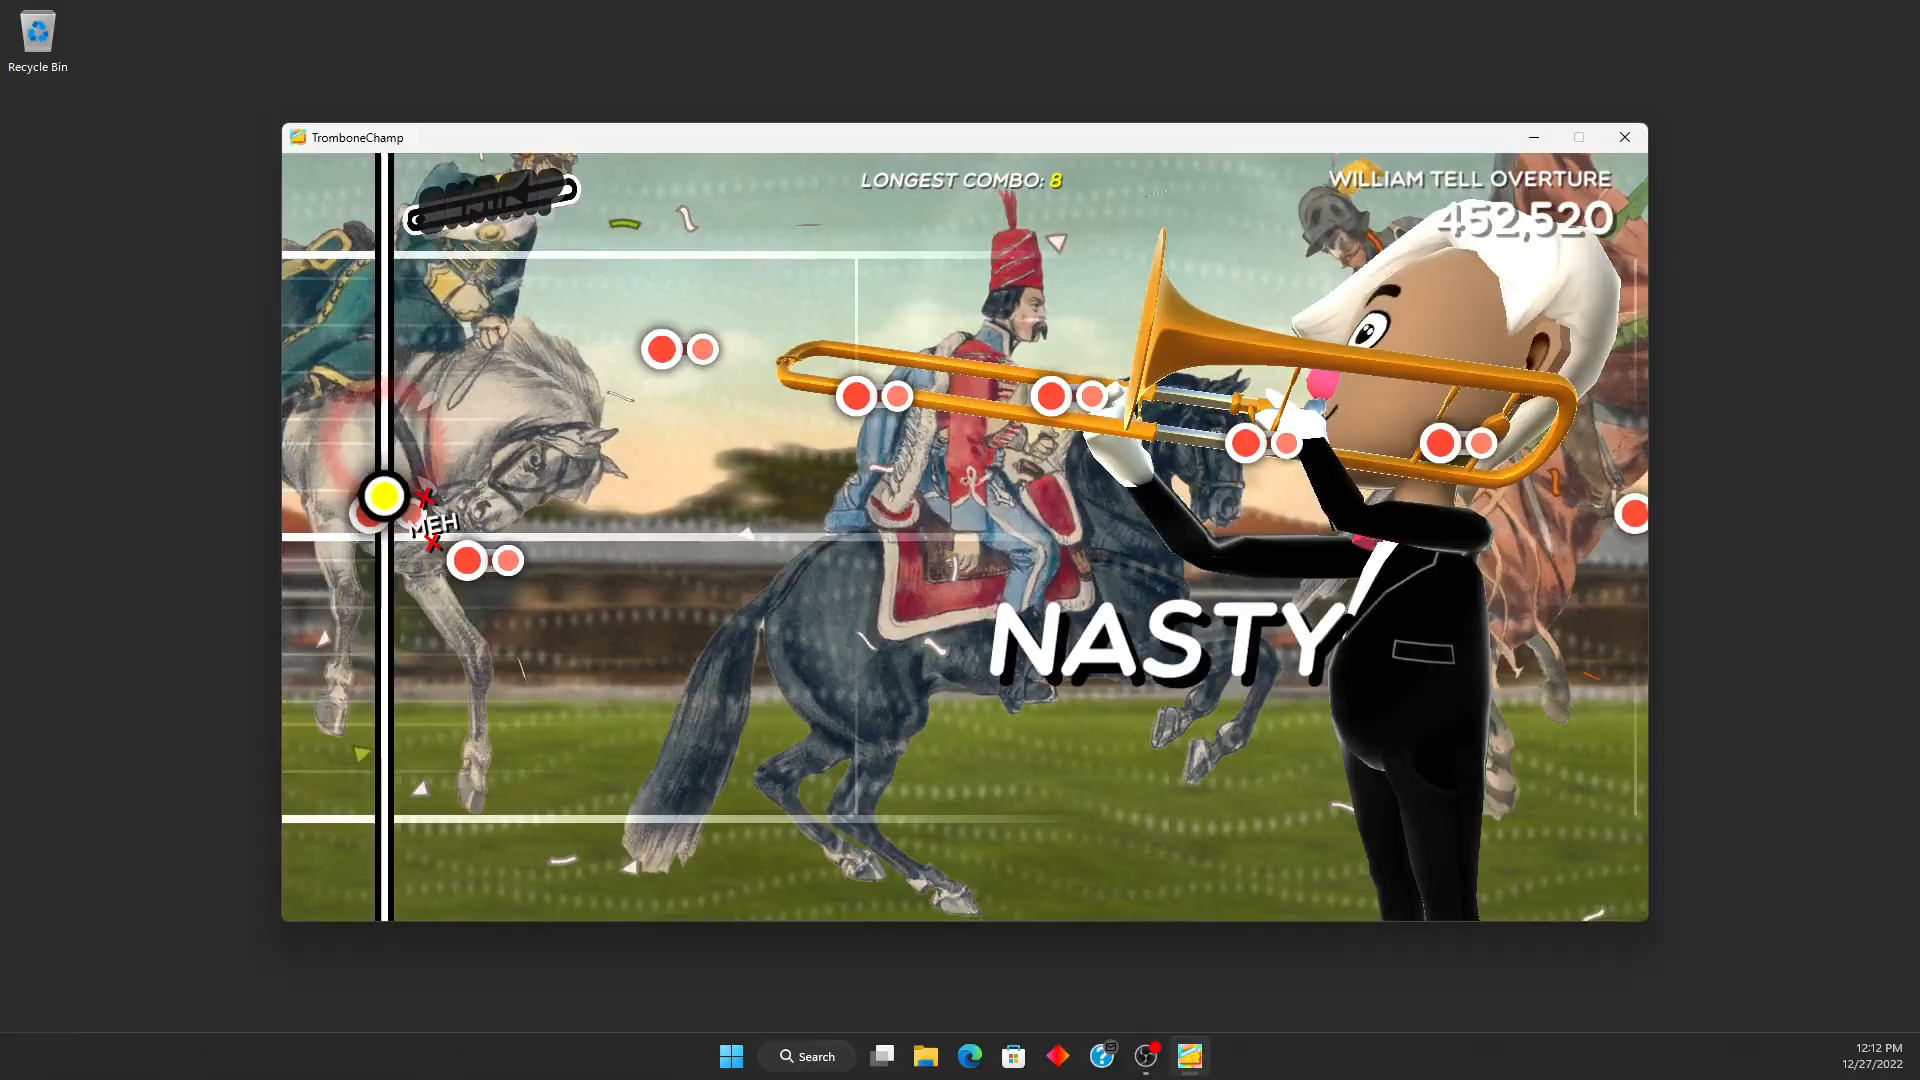 Recycle Bin
TromboneChamp
LONGEST COMBO: 8
WILLIAM TELL OVERTURE
452,520
MEH
NASTY
Search
12:12 PM
12/27/2022